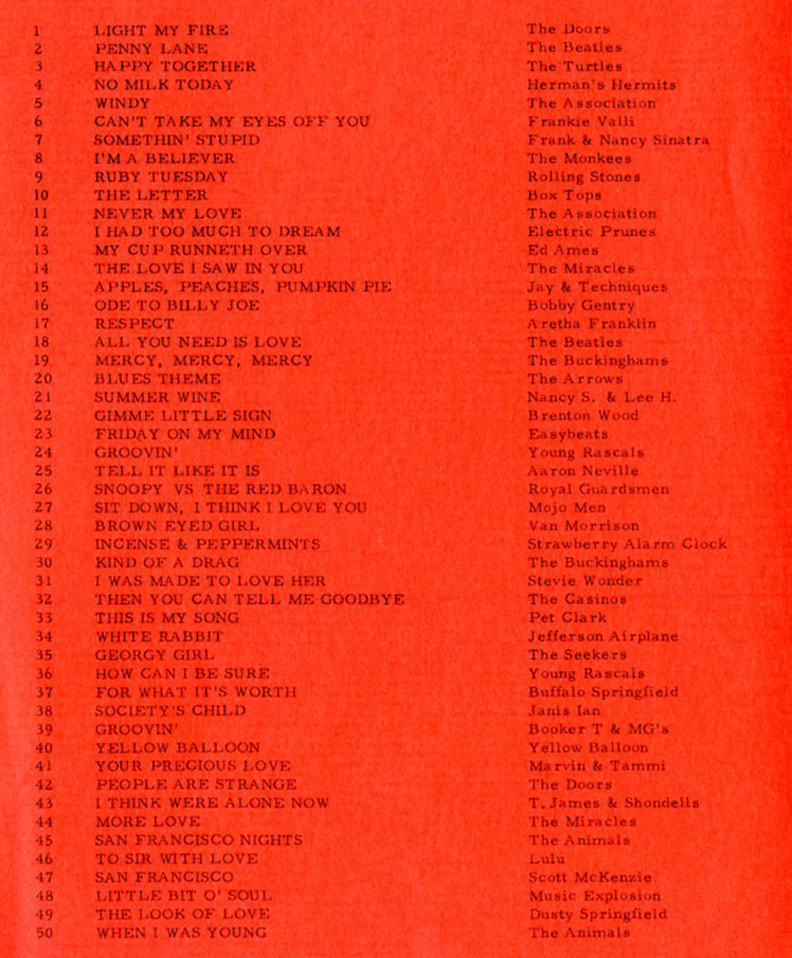 1 LIGHT MY FIRE The Doors
2 PENNY LANE The Beatles
3 HAPPY TOGETHER The Turtles
4 NO MILK TODAY Herman's Hermits
5 WINDY The Association
6 CAN'T TAKE MY EYES OFF YOU Frankie Valli
7 SOMETHIN' STUPID Frank & Nancy Sinatra
8 I'M A BELIEVER The Monkees
9 RUBY TUESDAY Rolling Stones
10 THE LETTER Box Tops
11 NEVER MY LOVE The Association
12 I HAD TOO MUCH TO DREAM Electric Prunes
13 MY CUP RUNNETH OVER Ed Ames
14 THE LOVE I SAW IN YOU The Miracles
15 APPLES, PEACHES, PUMPKIN PIE Jay & Techniques
16 ODE TO BILLY JOE Bobby Gentry
17 RESPECT Aretha Franklin
18 ALL YOU NEED IS LOVE The Beatles
19 MERCY, MERCY, MERCY The Buckinghams
20 BLUES THEME The Arrows
21 SUMMER WINE Nancy S. & Lee H.
22 GIMME LITTLE SIGN Brenton Wood
23 FRIDAY ON MY MIND Easybeats
24 GROOVIN' Young Rascals
25 TELL IT LIKE IT IS Aaron Neville
26 SNOOPY VS THE RED BARON Royal Guardsmen
27 SIT DOWN, I THINK I LOVE YOU Mojo Men
28 BROWN EYED GIRL Van Morrison
29 INCENSE & PEPPERMINTS Strawberry Alarm Clock
30 KIND OF A DRAG The Buckinghams
31 I WAS MADE TO LOVE HER Stevie Wonder
32 THEN YOU CAN TELL ME GOODBYE The Casinos
33 THIS IS MY SONG Pet Clark
34 WHITE RABBIT Jefferson Airplane
35 GEORGY GIRL The Seekers
36 HOW CAN I BE SURE Young Rascals
37 FOR WHAT IT'S WORTH Buffalo Springfield
38 SOCIETY'S CHILD Janis Ian
39 GROOVIN' Booker T & MG's
40 YELLOW BALLOON Yellow Balloon
41 YOUR PRECIOUS LOVE Marvin & Tammi
42 PEOPLE ARE STRANGE The Doors
43 I THINK WERE ALONE NOW T. James & Shondells
44 MORE LOVE The Miracles
45 SAN FRANCISCO NIGHTS The Animals
46 TO SIR WITH LOVE Lulu
47 SAN FRANCISCO Scott McKenzie
48 LITTLE BIT O' SOUL Music Explosion
49 THE LOOK OF LOVE Dusty Springfield
50 WHEN I WAS YOUNG The Animals